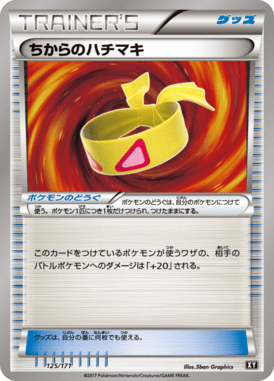 TRAINER'S グッズ
ちからのハチマキ
ポケモンのどうぐ ポケモンのどうぐは、自分のポケモンにつけて
使う。ポケモン1匹につき1枚だけつけられ、つけたままにする。
このカードをつけているポケモンが使うワザの、相手の
バトルポケモンへのダメージは「+20」される。
グッズは、自分の番に何枚でも使える。
125/171 illus.5ban Graphics XY
©2017 Pokémon/Nintendo/Creatures/GAME FREAK.